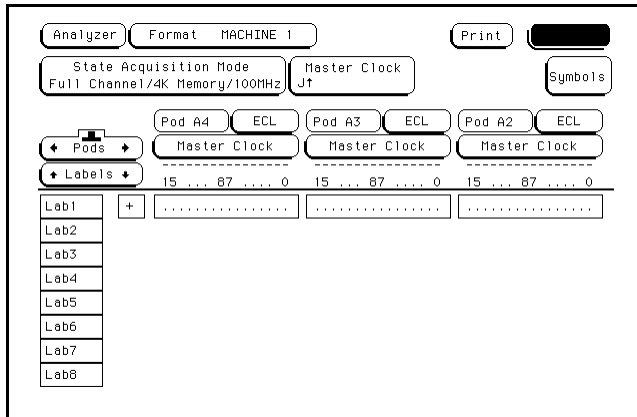 Analyzer Format MACHINE 1 Print
State Acquisition Mode
Full Channel/4K Memory/100MHz
Master Clock
J↑
Symbols
Pod A4 ECL Pod A3 ECL Pod A2 ECL
← Pods → Master Clock Master Clock Master Clock
↑ Labels ↓ 15 ... 87 .... 0 15 ... 87 .... 0 15 ... 87 .... 0
Lab1 + ................ ................ ................
Lab2
Lab3
Lab4
Lab5
Lab6
Lab7
Lab8